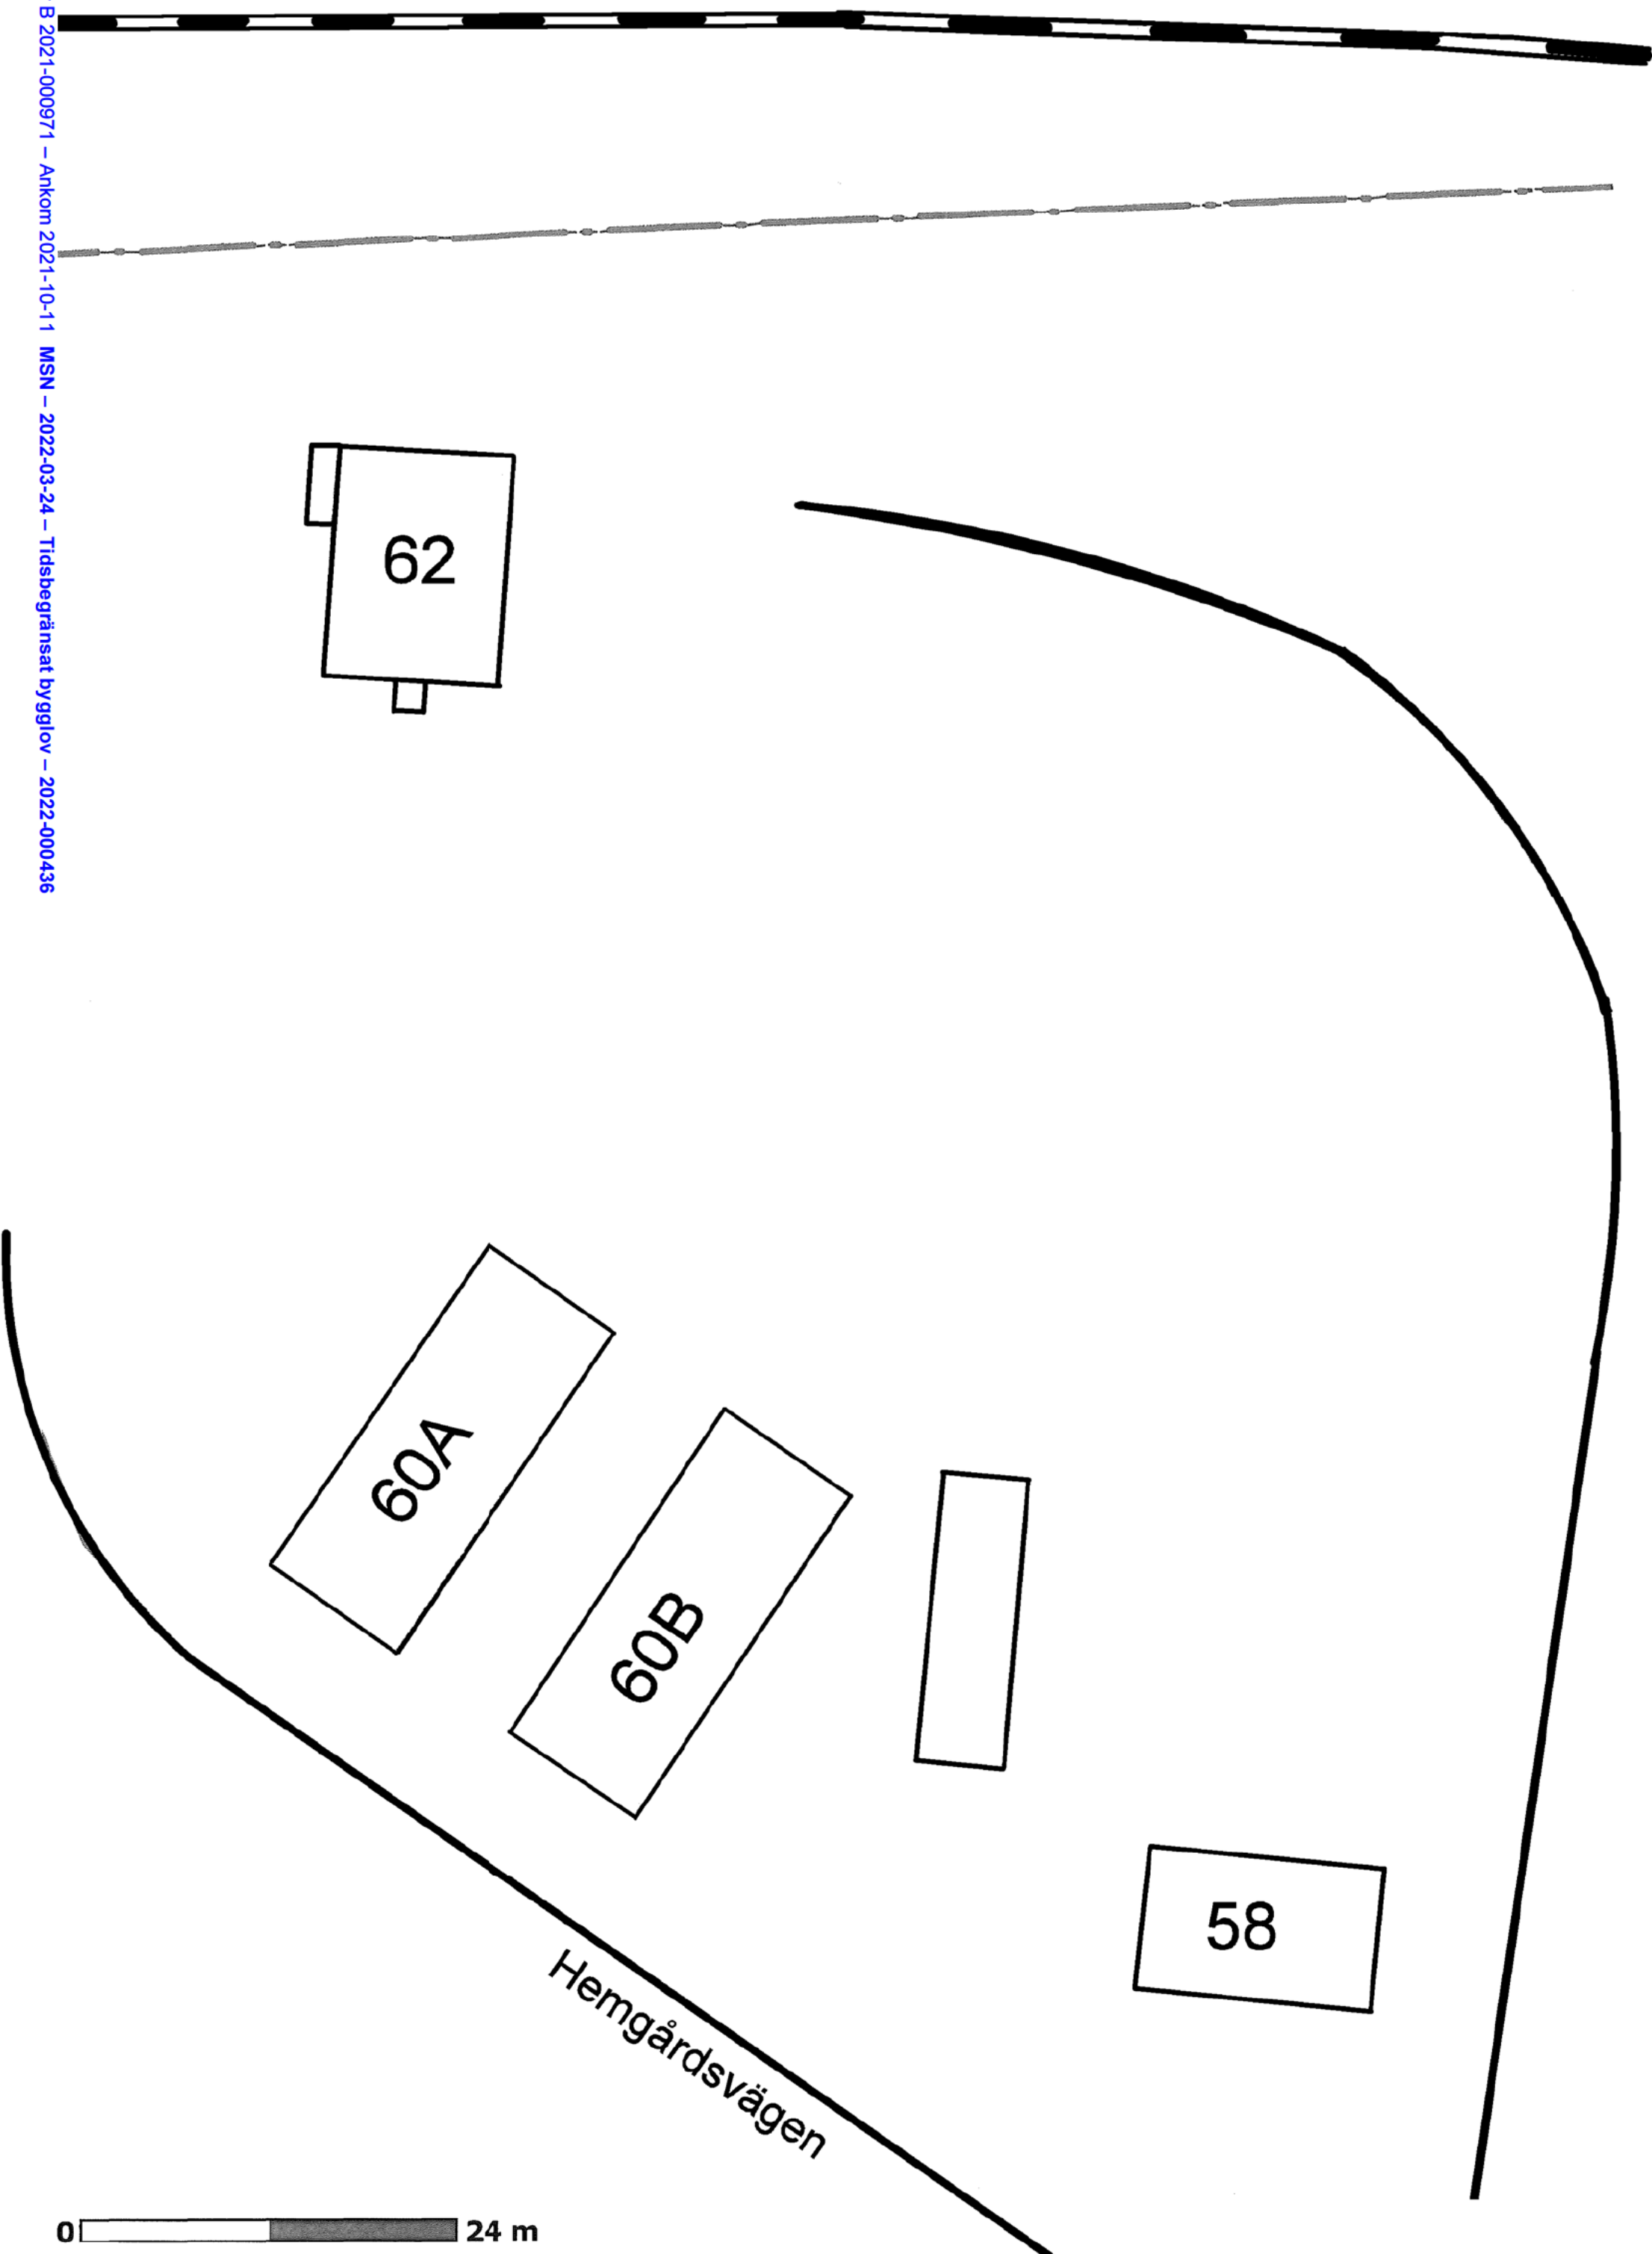 B 2021-000971 – Ankom 2021-10-11 MSN – 2022-03-24 – Tidsbegränsat bygglov – 2022-000436
62
60A
60B
58
Hemgårdsvägen
0 24 m